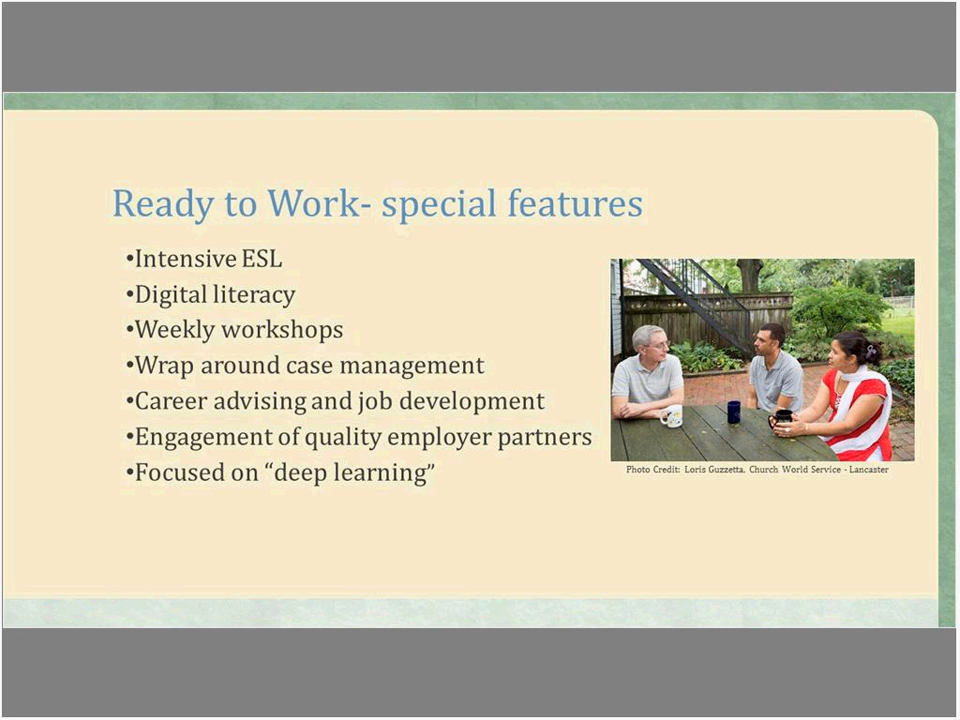 Ready to Work- special features
•Intensive ESL
•Digital literacy
•Weekly workshops
•Wrap around case management
•Career advising and job development
•Engagement of quality employer partners
•Focused on “deep learning”
Photo Credit: Loris Guzzetta, Church World Service - Lancaster